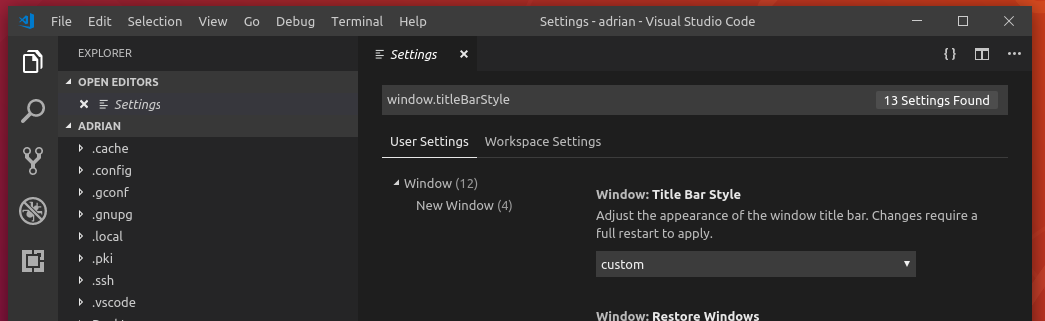 File Edit Selection View Go Debug Terminal Help Settings - adrian - Visual Studio Code
EXPLORER
OPEN EDITORS
Settings
ADRIAN
.cache
.config
.gconf
.gnupg
.local
.pki
.ssh
.vscode
Settings
window.titleBarStyle 13 Settings Found
User Settings Workspace Settings
Window (12)
New Window (4)
Window: Title Bar Style
Adjust the appearance of the window title bar. Changes require a
full restart to apply.
custom
Window: Restore Windows